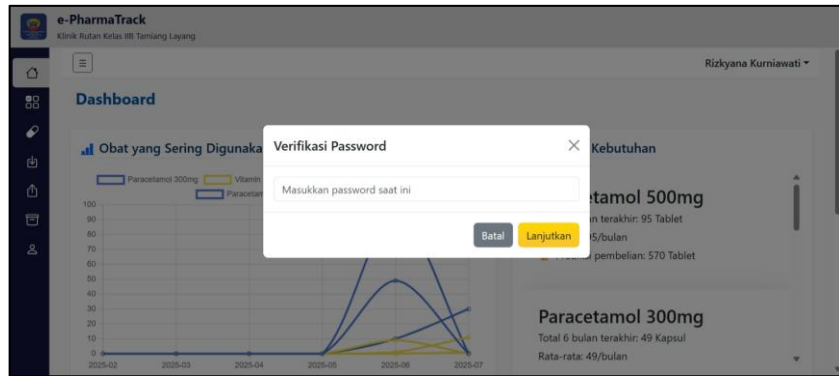 e-PharmaTrack
Klinik Rutan Kelas IIB Tamiang Layang
Rizkyana Kurniawati
Dashboard
Obat yang Sering Digunaka
Kebutuhan
Verifikasi Password
Masukkan password saat ini
Batal
Lanjutkan
Paracetamol 300mg
Vitamin
Paracetam
100
90
80
70
60
50
40
30
20
10
0
2025-02
2025-03
2025-04
2025-05
2025-06
2025-07
etamol 500mg
terakhir: 95 Tablet
95/bulan
pembelian: 570 Tablet
Paracetamol 300mg
Total 6 bulan terakhir: 49 Kapsul
Rata-rata: 49/bulan